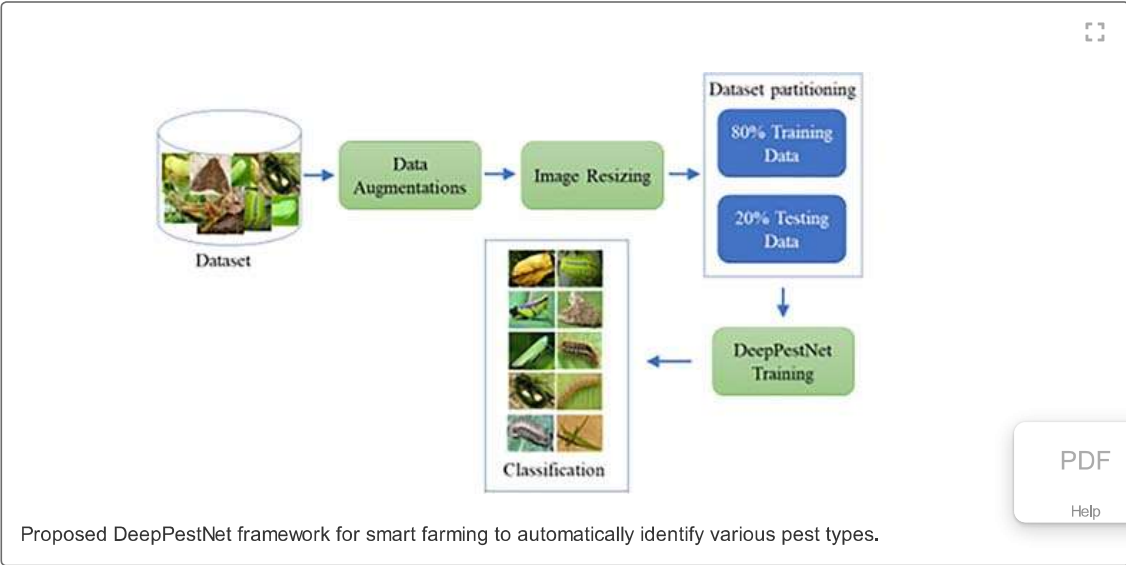 Dataset partitioning
80% Training
Data
Data
Augmentations
Image Resizing
20% Testing
Data
Dataset
DeepPestNet
Training
Classification
PDF
Help
Proposed DeepPestNet framework for smart farming to automatically identify various pest types.